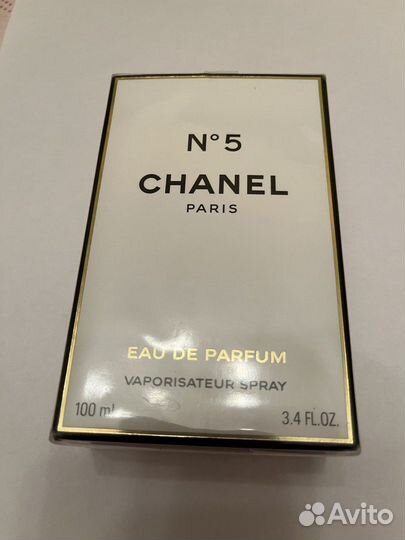 N°5
CHANEL
PARIS
EAU DE PARFUM
VAPORISATEUR SPRAY
100 ml 3.4 FL.OZ.
Avito